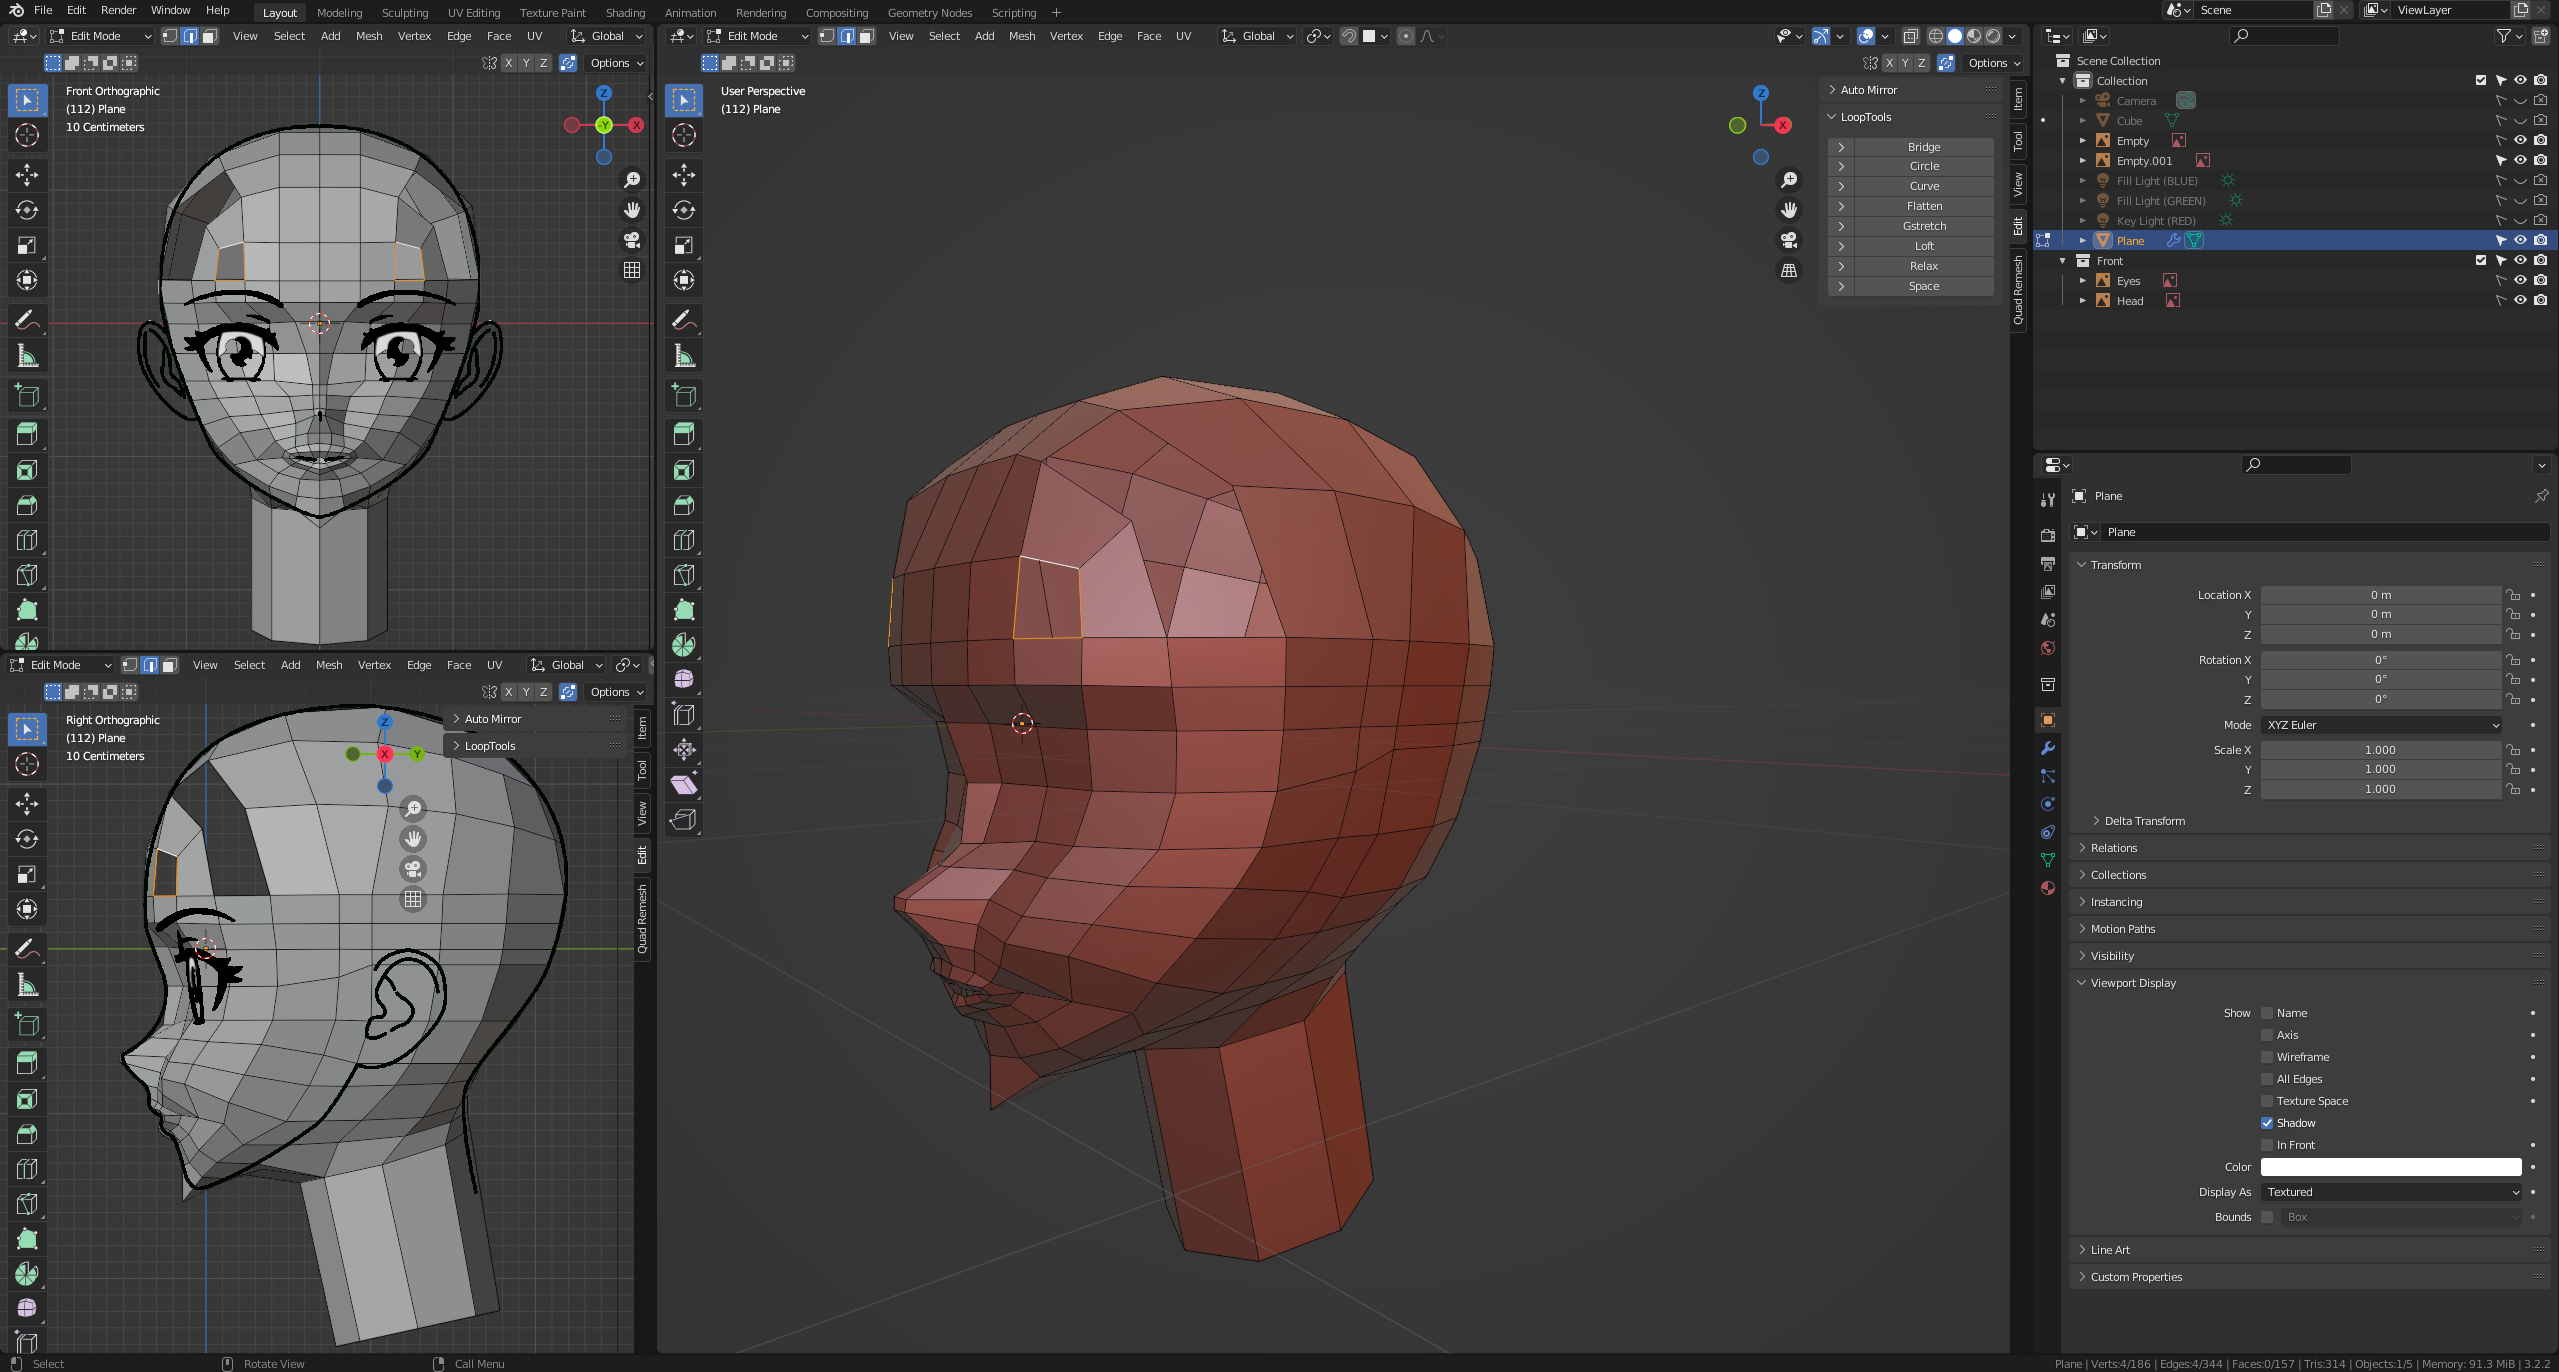 File Edit Render Window Help Layout Modeling Sculpting UV Editing Texture Paint Shading Animation Rendering Compositing Geometry Nodes Scripting + Scene ViewLayer
Edit Mode View Select Add Mesh Vertex Edge Face UV Global
X Y Z Options
Front Orthographic
(112) Plane
10 Centimeters
Z
-Y X
Edit Mode View Select Add Mesh Vertex Edge Face UV Global
X Y Z Options
User Perspective
(112) Plane
Z
X
Auto Mirror
LoopTools
Bridge
Circle
Curve
Flatten
Gstretch
Loft
Relax
Space
Item
Tool
View
Edit
Quad Remesh
Edit Mode View Select Add Mesh Vertex Edge Face UV Global
X Y Z Options
Right Orthographic
(112) Plane
10 Centimeters
Z
X Y
Auto Mirror
LoopTools
Item
Tool
View
Edit
Quad Remesh
Scene Collection
Collection
Camera
Cube
Empty
Empty.001
Fill Light (BLUE)
Fill Light (GREEN)
Key Light (RED)
Plane
Front
Eyes
Head
Plane
Plane
Transform
Location X 0 m
Y 0 m
Z 0 m
Rotation X 0°
Y 0°
Z 0°
Mode XYZ Euler
Scale X 1.000
Y 1.000
Z 1.000
Delta Transform
Relations
Collections
Instancing
Motion Paths
Visibility
Viewport Display
Show Name
Axis
Wireframe
All Edges
Texture Space
Shadow
In Front
Color
Display As Textured
Bounds Box
Line Art
Custom Properties
Select Rotate View Call Menu Plane | Verts:4/186 | Edges:4/344 | Faces:0/157 | Tris:314 | Objects:1/5 | Memory: 91.3 MiB | 3.2.2